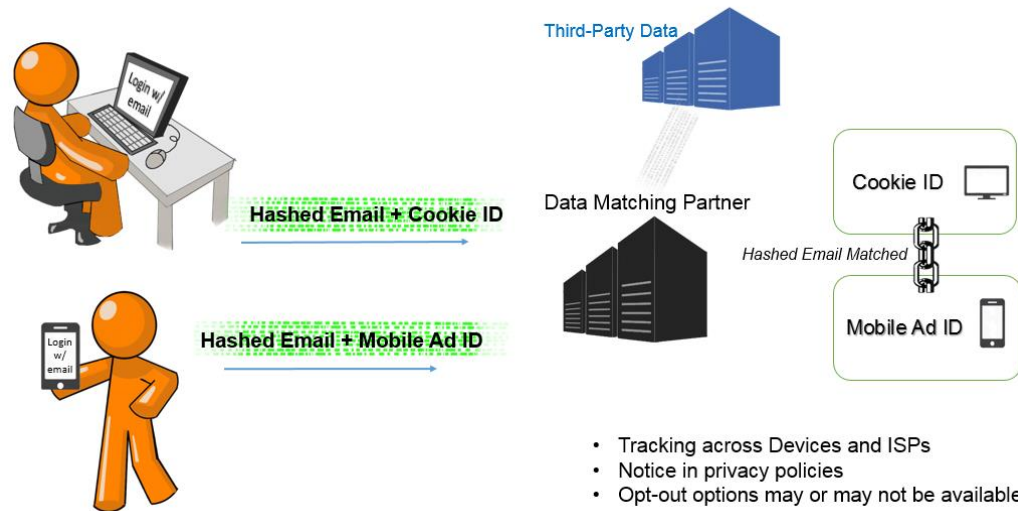 Third-Party Data
Login w/
email
Cookie ID
Data Matching Partner
Hashed Email + Cookie ID
Hashed Email Matched
Login
w/
email
Hashed Email + Mobile Ad ID
Mobile Ad ID
• Tracking across Devices and ISPs
• Notice in privacy policies
• Opt-out options may or may not be available